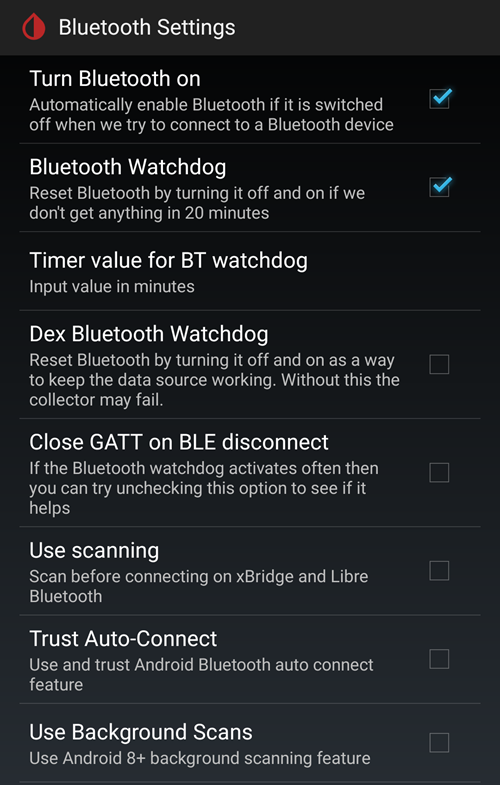 Bluetooth Settings
Turn Bluetooth on
Automatically enable Bluetooth if it is switched
off when we try to connect to a Bluetooth device
Bluetooth Watchdog
Reset Bluetooth by turning it off and on if we
don't get anything in 20 minutes
Timer value for BT watchdog
Input value in minutes
Dex Bluetooth Watchdog
Reset Bluetooth by turning it off and on as a way
to keep the data source working. Without this the
collector may fail.
Close GATT on BLE disconnect
If the Bluetooth watchdog activates often then
you can try unchecking this option to see if it
helps
Use scanning
Scan before connecting on xBridge and Libre
Bluetooth
Trust Auto-Connect
Use and trust Android Bluetooth auto connect
feature
Use Background Scans
Use Android 8+ background scanning feature